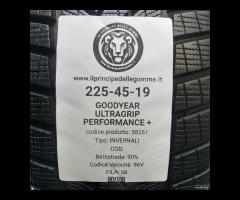 www.ilprincipedellegomme.it
225-45-19
GOODYEAR
ULTRAGRIP
PERFORMANCE +
codice prodotto: 58261
Tipo: INVERNALI
COD:
Battistrada: 90%
Codice Velocità: 96V
FILA: 58